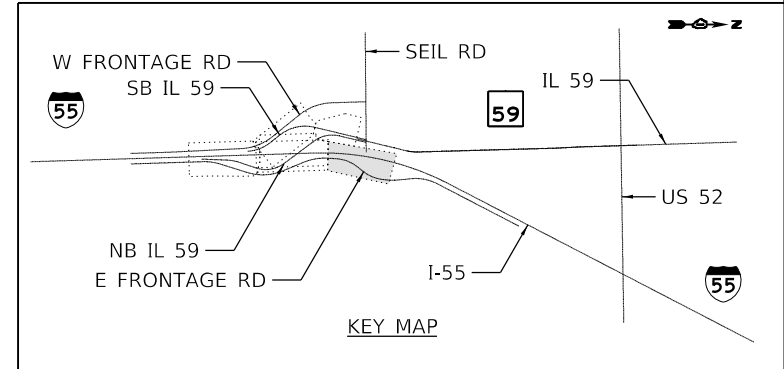 Z
SEIL RD
W FRONTAGE RD
SB IL 59
IL 59
55
59
US 52
NB IL 59
E FRONTAGE RD
I-55
55
KEY MAP